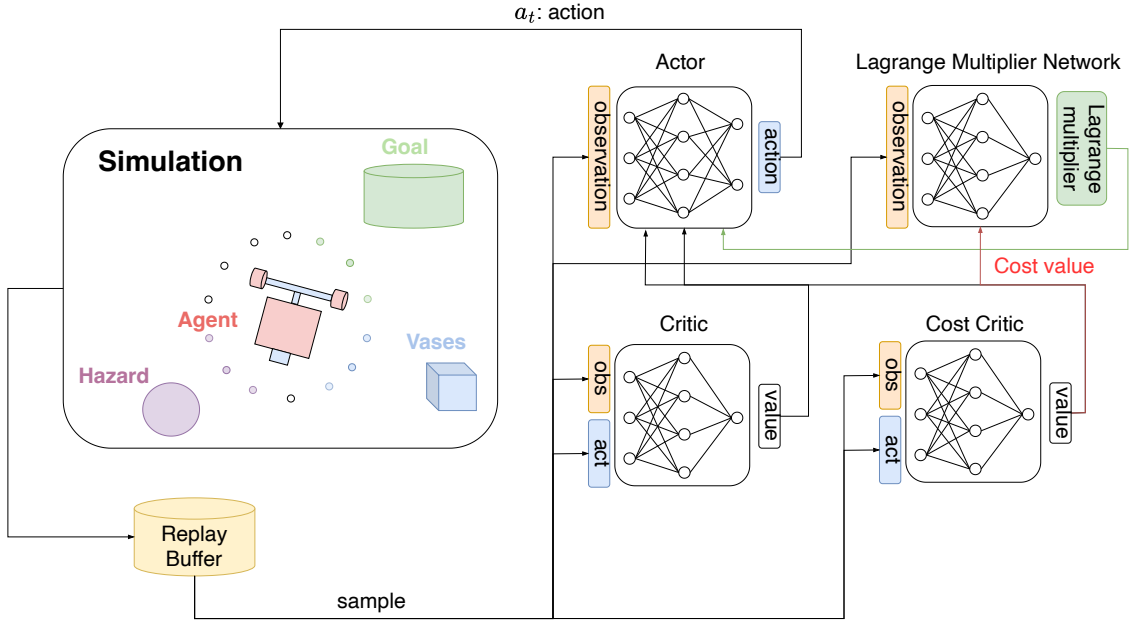 a_t: action
Actor
Lagrange Multiplier Network
observation
action
observation
Lagrange
multiplier
Simulation
Goal
Agent
Vases
Hazard
Cost value
Critic
Cost Critic
obs
act
value
obs
act
value
Replay
Buffer
sample